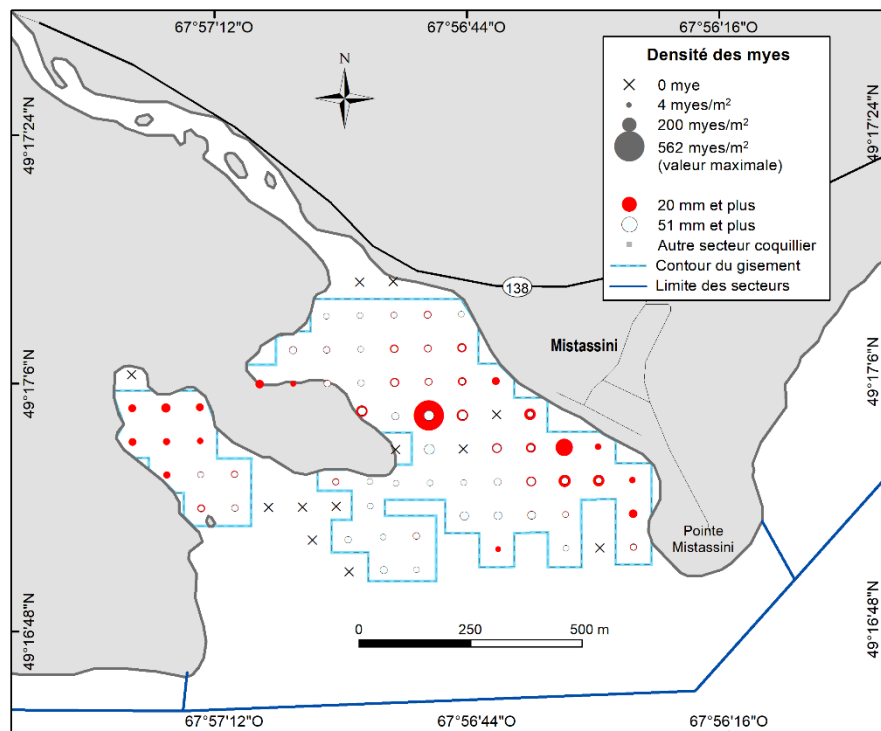 67°57'12"O
67°56'44"O
67°56'16"O
Densité des myes
0 mye
4 myes/m²
200 myes/m²
562 myes/m²
(valeur maximale)
20 mm et plus
51 mm et plus
Autre secteur coquillier
Contour du gisement
Limite des secteurs
N
49°17'24"N
49°17'24"N
138
Mistassini
49°17'6"N
49°17'6"N
Pointe
Mistassini
49°16'48"N
49°16'48"N
0
250
500 m
67°57'12"O
67°56'44"O
67°56'16"O